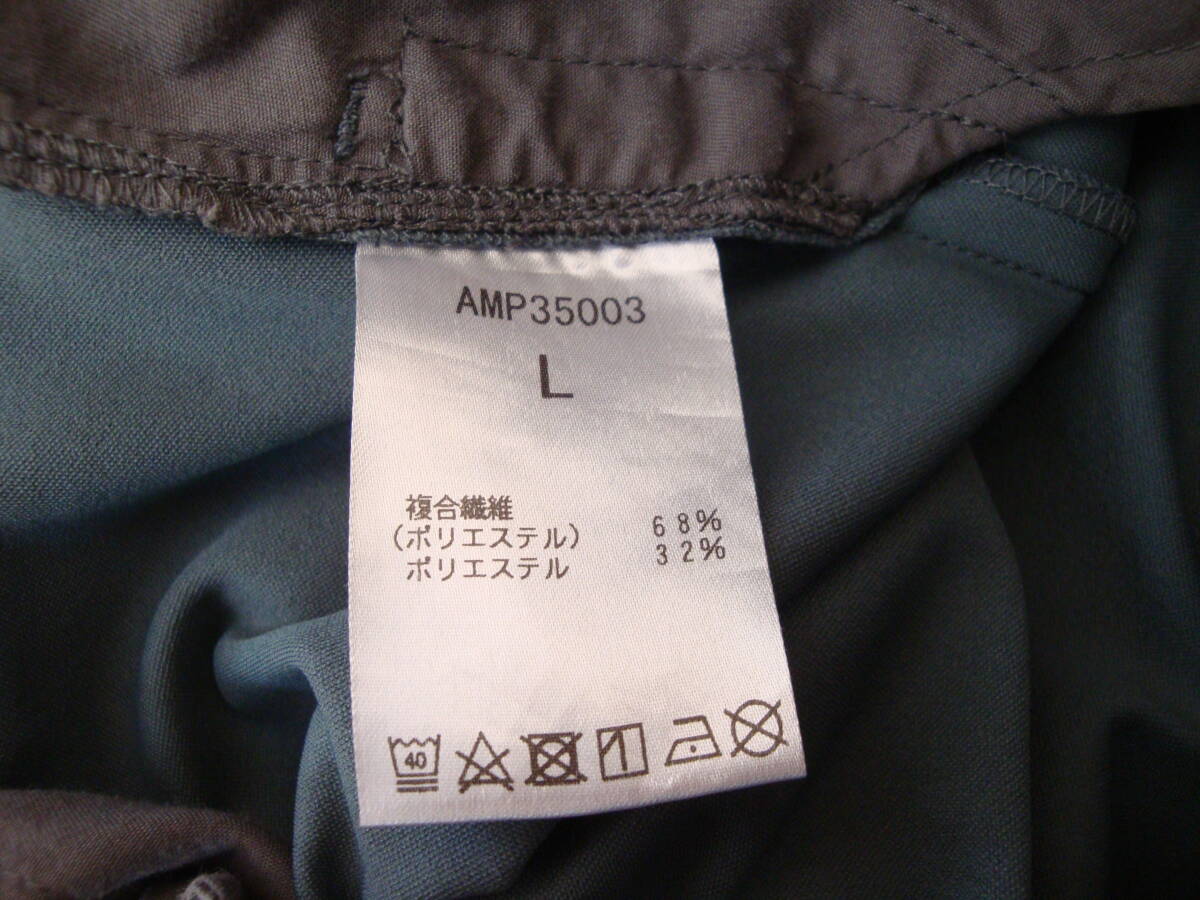 AMP35003
L
複合繊維
(ポリエステル) 68%
ポリエステル 32%
40